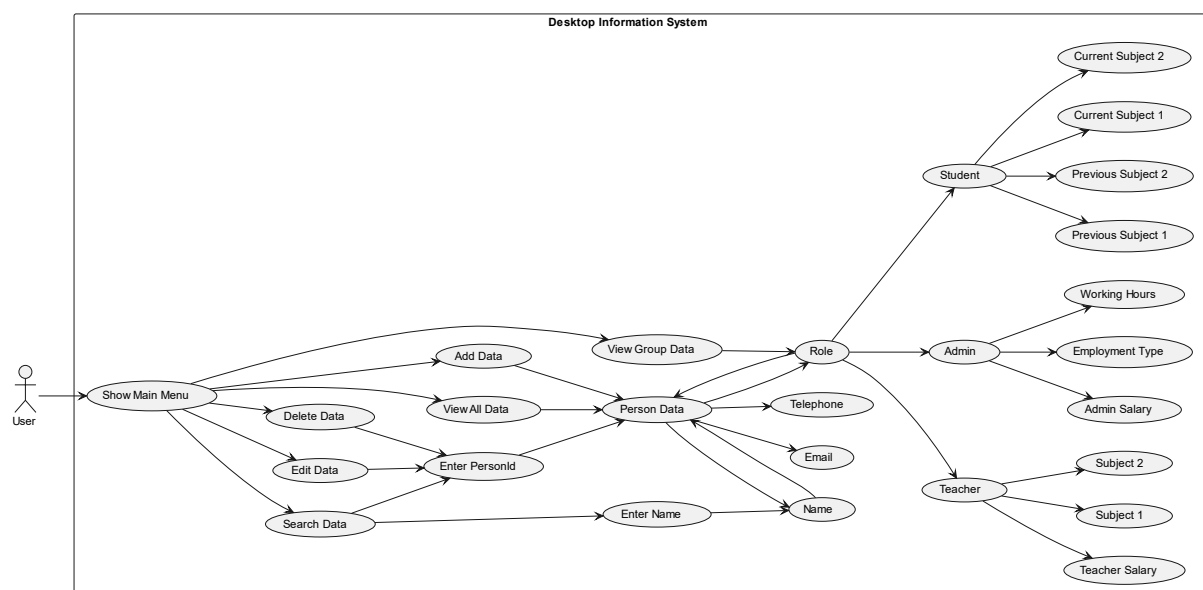 Desktop Information System
Current Subject 2
Current Subject 1
Student
Previous Subject 2
Previous Subject 1
Working Hours
View Group Data
Role
Admin
Employment Type
Add Data
Show Main Menu
User
Delete Data
View All Data
Person Data
Telephone
Admin Salary
Edit Data
Enter PersonId
Email
Subject 2
Teacher
Search Data
Enter Name
Name
Subject 1
Teacher Salary